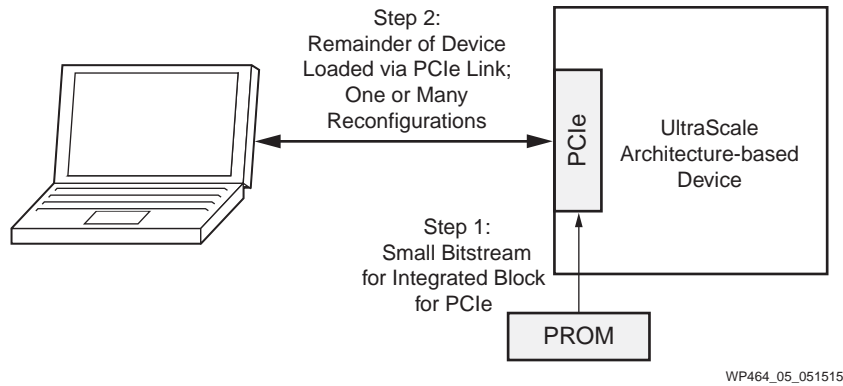 Step 2:
Remainder of Device
Loaded via PCIe Link;
One or Many
Reconfigurations
PCIe
UltraScale
Architecture-based
Device
Step 1:
Small Bitstream
for Integrated Block
for PCIe
PROM
WP464_05_051515